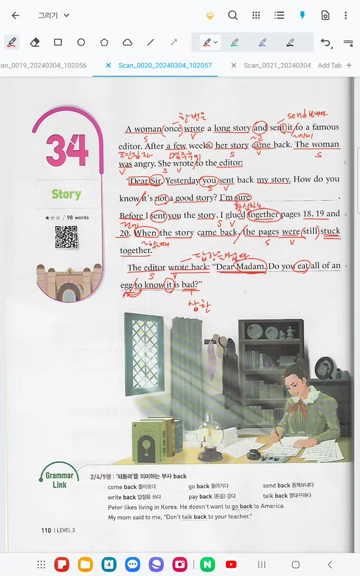 그리기
an_0019_20240304_102056
Scan_0020_20240304_102057
Scan_0021_20240304
Add Tab
한번은
send
34
A woman once wrote a long story and sent it to a famous
editor. After a few weeks her story came back. The woman
was angry. She wrote to the editor:
Story
"Dear Sir, Yesterday you sent back my story. How do you
know it's not a good story? I'm sure
★☆☆ / 98 words
Before I sent you the story, I glued together pages 18, 19 and
20. When the story came back, the pages were still stuck
together."
The editor wrote back: "Dear Madam, Do you eat all of an
egg to know it is bad?"
상한
Grammar
Link
2/4/9행 | '되돌려'를 의미하는 부사 back
come back 돌아오다 go back 돌아가다 send back 돌려보내다
write back 답장을 쓰다 pay back (돈을) 갚다 talk back 말대꾸하다
Peter likes living in Korea. He doesn't want to go back to America.
My mom said to me, "Don't talk back to your teacher."
110 | LEVEL 3